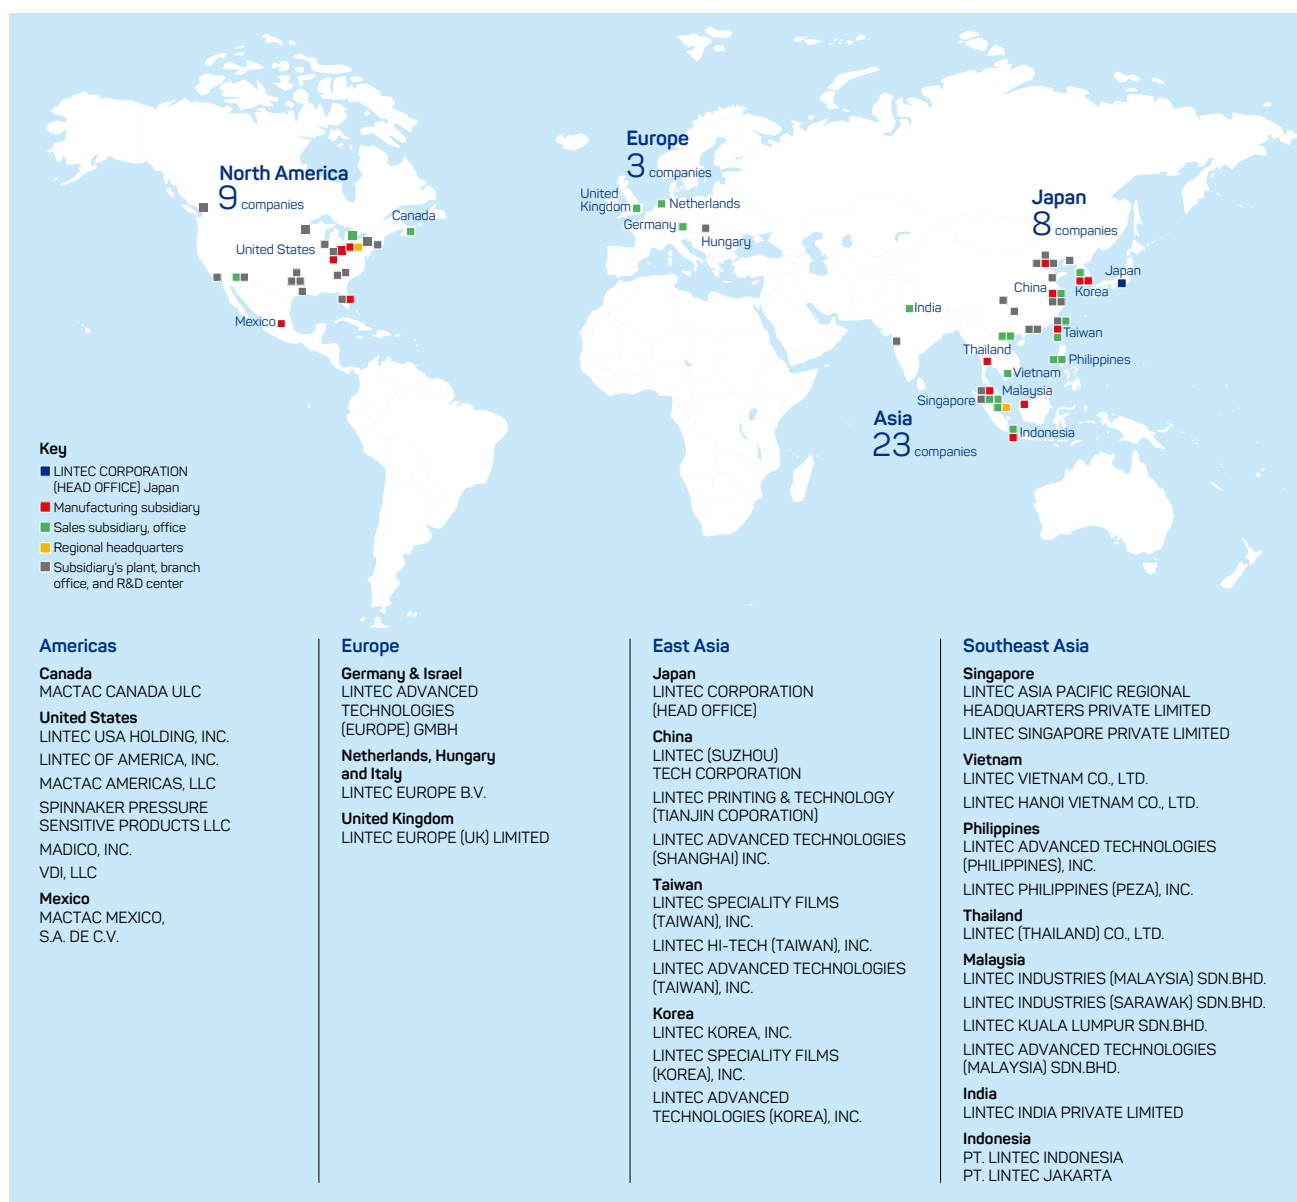 North America
9 companies
Canada
United States
Mexico
Europe
3 companies
United
Kingdom
Netherlands
Germany
Hungary
Japan
8 companies
Japan
China
Korea
India
Taiwan
Thailand
Philippines
Vietnam
Malaysia
Singapore
Indonesia
Asia
23 companies
Key
LINTEC CORPORATION
(HEAD OFFICE) Japan
Manufacturing subsidiary
Sales subsidiary, office
Regional headquarters
Subsidiary's plant, branch
office, and R&D center
Americas
Canada
MACTAC CANADA ULC
United States
LINTEC USA HOLDING, INC.
LINTEC OF AMERICA, INC.
MACTAC AMERICAS, LLC
SPINNAKER PRESSURE
SENSITIVE PRODUCTS LLC
MADICO, INC.
VDI, LLC
Mexico
MACTAC MEXICO,
S.A. DE C.V.
Europe
Germany & Israel
LINTEC ADVANCED
TECHNOLOGIES
(EUROPE) GMBH
Netherlands, Hungary
and Italy
LINTEC EUROPE B.V.
United Kingdom
LINTEC EUROPE (UK) LIMITED
East Asia
Japan
LINTEC CORPORATION
(HEAD OFFICE)
China
LINTEC (SUZHOU)
TECH CORPORATION
LINTEC PRINTING & TECHNOLOGY
(TIANJIN COPORATION)
LINTEC ADVANCED TECHNOLOGIES
(SHANGHAI) INC.
Taiwan
LINTEC SPECIALITY FILMS
(TAIWAN), INC.
LINTEC HI-TECH (TAIWAN), INC.
LINTEC ADVANCED TECHNOLOGIES
(TAIWAN), INC.
Korea
LINTEC KOREA, INC.
LINTEC SPECIALITY FILMS
(KOREA), INC.
LINTEC ADVANCED
TECHNOLOGIES (KOREA), INC.
Southeast Asia
Singapore
LINTEC ASIA PACIFIC REGIONAL
HEADQUARTERS PRIVATE LIMITED
LINTEC SINGAPORE PRIVATE LIMITED
Vietnam
LINTEC VIETNAM CO., LTD.
LINTEC HANOI VIETNAM CO., LTD.
Philippines
LINTEC ADVANCED TECHNOLOGIES
(PHILIPPINES), INC.
LINTEC PHILIPPINES (PEZA), INC.
Thailand
LINTEC (THAILAND) CO., LTD.
Malaysia
LINTEC INDUSTRIES (MALAYSIA) SDN.BHD.
LINTEC INDUSTRIES (SARAWAK) SDN.BHD.
LINTEC KUALA LUMPUR SDN.BHD.
LINTEC ADVANCED TECHNOLOGIES
(MALAYSIA) SDN.BHD.
India
LINTEC INDIA PRIVATE LIMITED
Indonesia
PT. LINTEC INDONESIA
PT. LINTEC JAKARTA